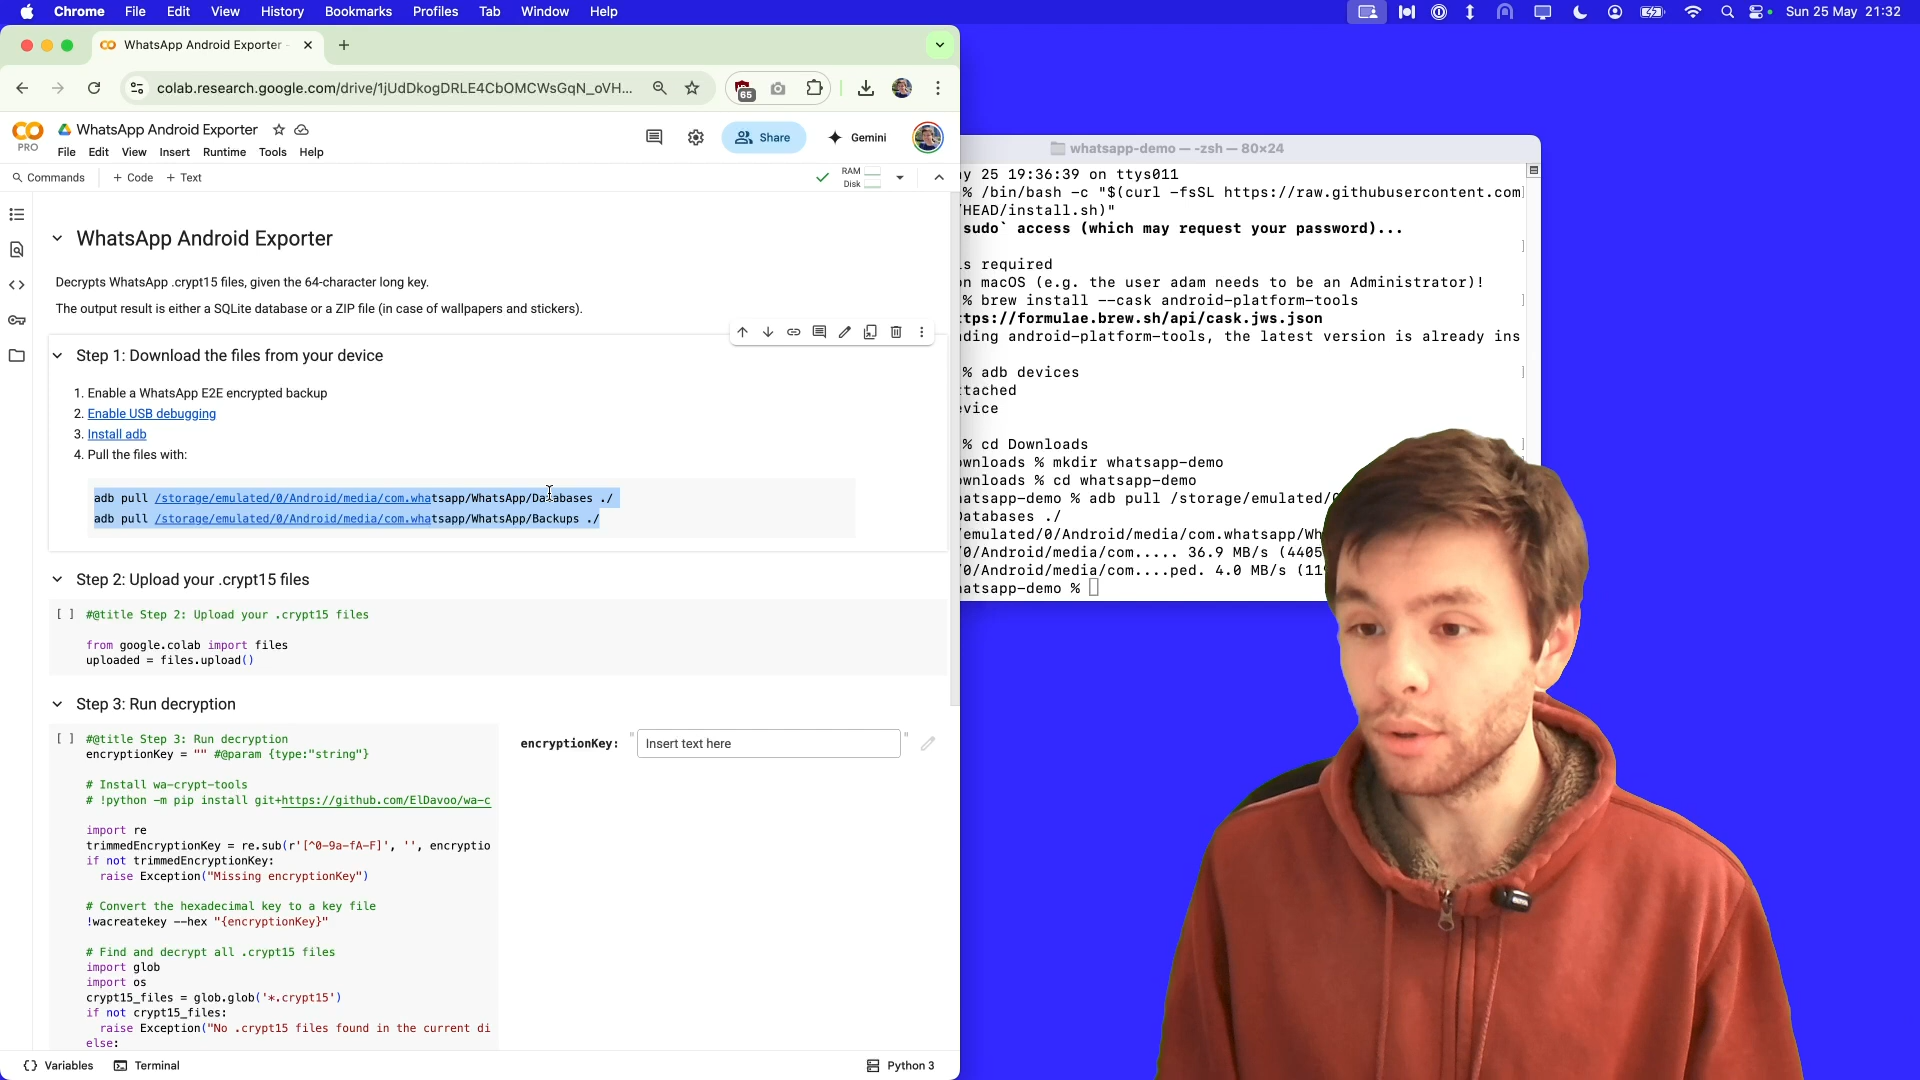 Chrome File Edit View History Bookmarks Profiles Tab Window Help
Sun 25 May 21:32
WhatsApp Android Exporter -
colab.research.google.com/drive/1jUdDkogDRLE4CbOMCWsGqN_oVH...
65
CO
PRO
WhatsApp Android Exporter
File Edit View Insert Runtime Tools Help
Share
Gemini
Commands + Code + Text
RAM
Disk
WhatsApp Android Exporter
Decrypts WhatsApp .crypt15 files, given the 64-character long key.
The output result is either a SQLite database or a ZIP file (in case of wallpapers and stickers).
Step 1: Download the files from your device
1. Enable a WhatsApp E2E encrypted backup
2. Enable USB debugging
3. Install adb
4. Pull the files with:
adb pull /storage/emulated/0/Android/media/com.whatsapp/WhatsApp/Databases ./
adb pull /storage/emulated/0/Android/media/com.whatsapp/WhatsApp/Backups ./
Step 2: Upload your .crypt15 files
[ ] #@title Step 2: Upload your .crypt15 files
from google.colab import files
uploaded = files.upload()
Step 3: Run decryption
[ ] #@title Step 3: Run decryption
encryptionKey = "" #@param {type:"string"}
# Install wa-crypt-tools
# !python -m pip install git+https://github.com/ElDavoo/wa-c
import re
trimmedEncryptionKey = re.sub(r'[^0-9a-fA-F]', '', encryptio
if not trimmedEncryptionKey:
raise Exception("Missing encryptionKey")
# Convert the hexadecimal key to a key file
!wacreatekey --hex "{encryptionKey}"
# Find and decrypt all .crypt15 files
import glob
import os
crypt15_files = glob.glob('*.crypt15')
if not crypt15_files:
raise Exception("No .crypt15 files found in the current di
else:
encryptionKey: "Insert text here"
{} Variables Terminal
Python 3
whatsapp-demo — -zsh — 80×24
ay 25 19:36:39 on ttys011
% /bin/bash -c "$(curl -fsSL https://raw.githubusercontent.com
/HEAD/install.sh)"
sudo` access (which may request your password)...
is required
on macOS (e.g. the user adam needs to be an Administrator)!
% brew install --cask android-platform-tools
ttps://formulae.brew.sh/api/cask.jws.json
ding android-platform-tools, the latest version is already ins
% adb devices
ttached
evice
% cd Downloads
ownloads % mkdir whatsapp-demo
ownloads % cd whatsapp-demo
hatsapp-demo % adb pull /storage/emulated/0
Databases ./
/emulated/0/Android/media/com.whatsapp/Wh
/0/Android/media/com..... 36.9 MB/s (4405
/0/Android/media/com....ped. 4.0 MB/s (119
hatsapp-demo %